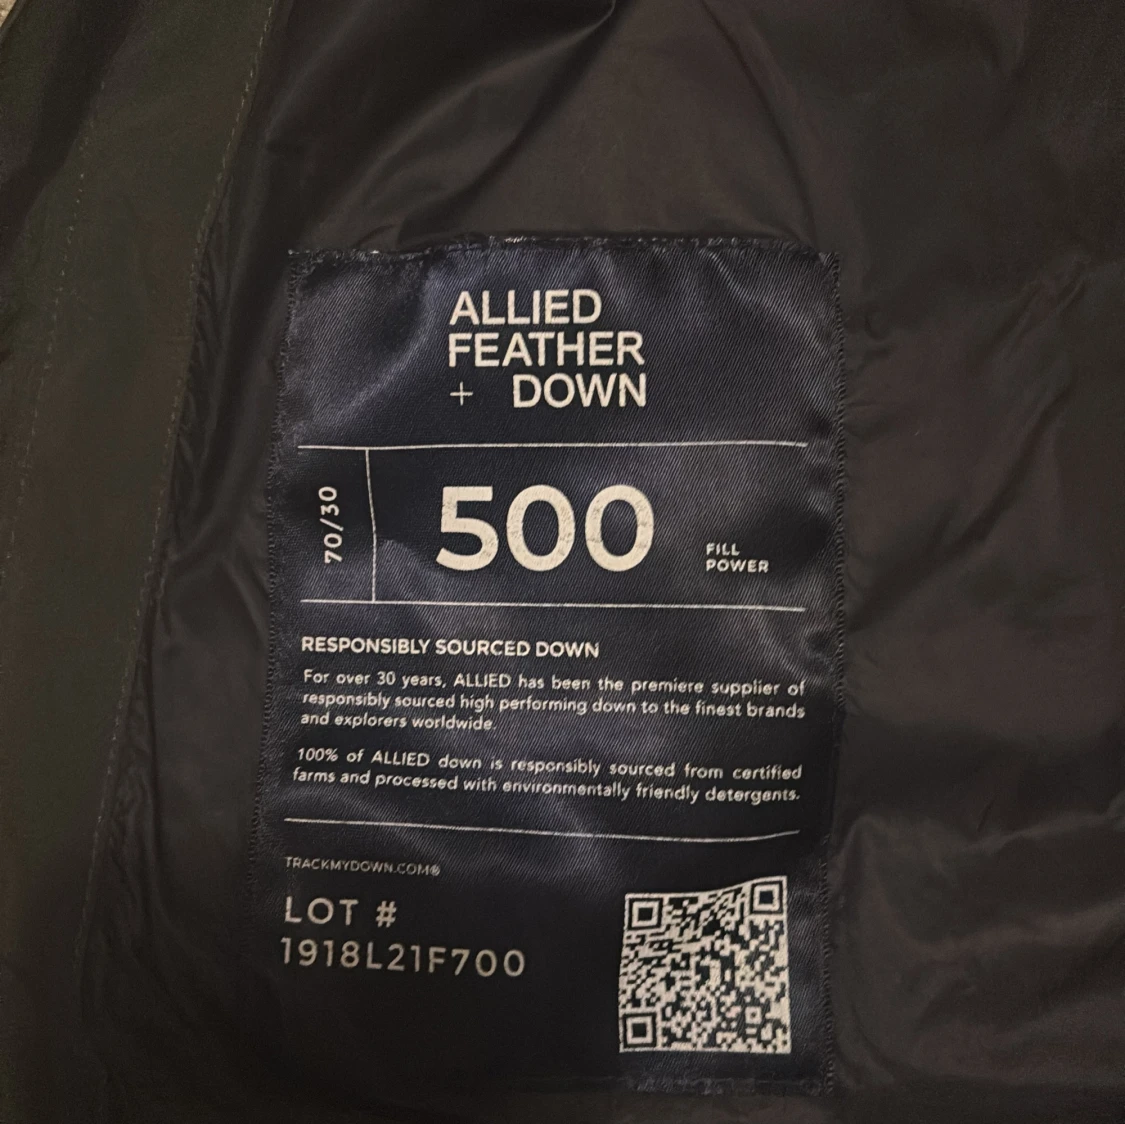 ALLIED
FEATHER
+ DOWN
70/30
500
FILL
POWER
RESPONSIBLY SOURCED DOWN
For over 30 years, ALLIED has been the premiere supplier of
responsibly sourced high performing down to the finest brands
and explorers worldwide.
100% of ALLIED down is responsibly sourced from certified
farms and processed with environmentally friendly detergents.
TRACKMYDOWN.COM®
LOT #
1918L21F700